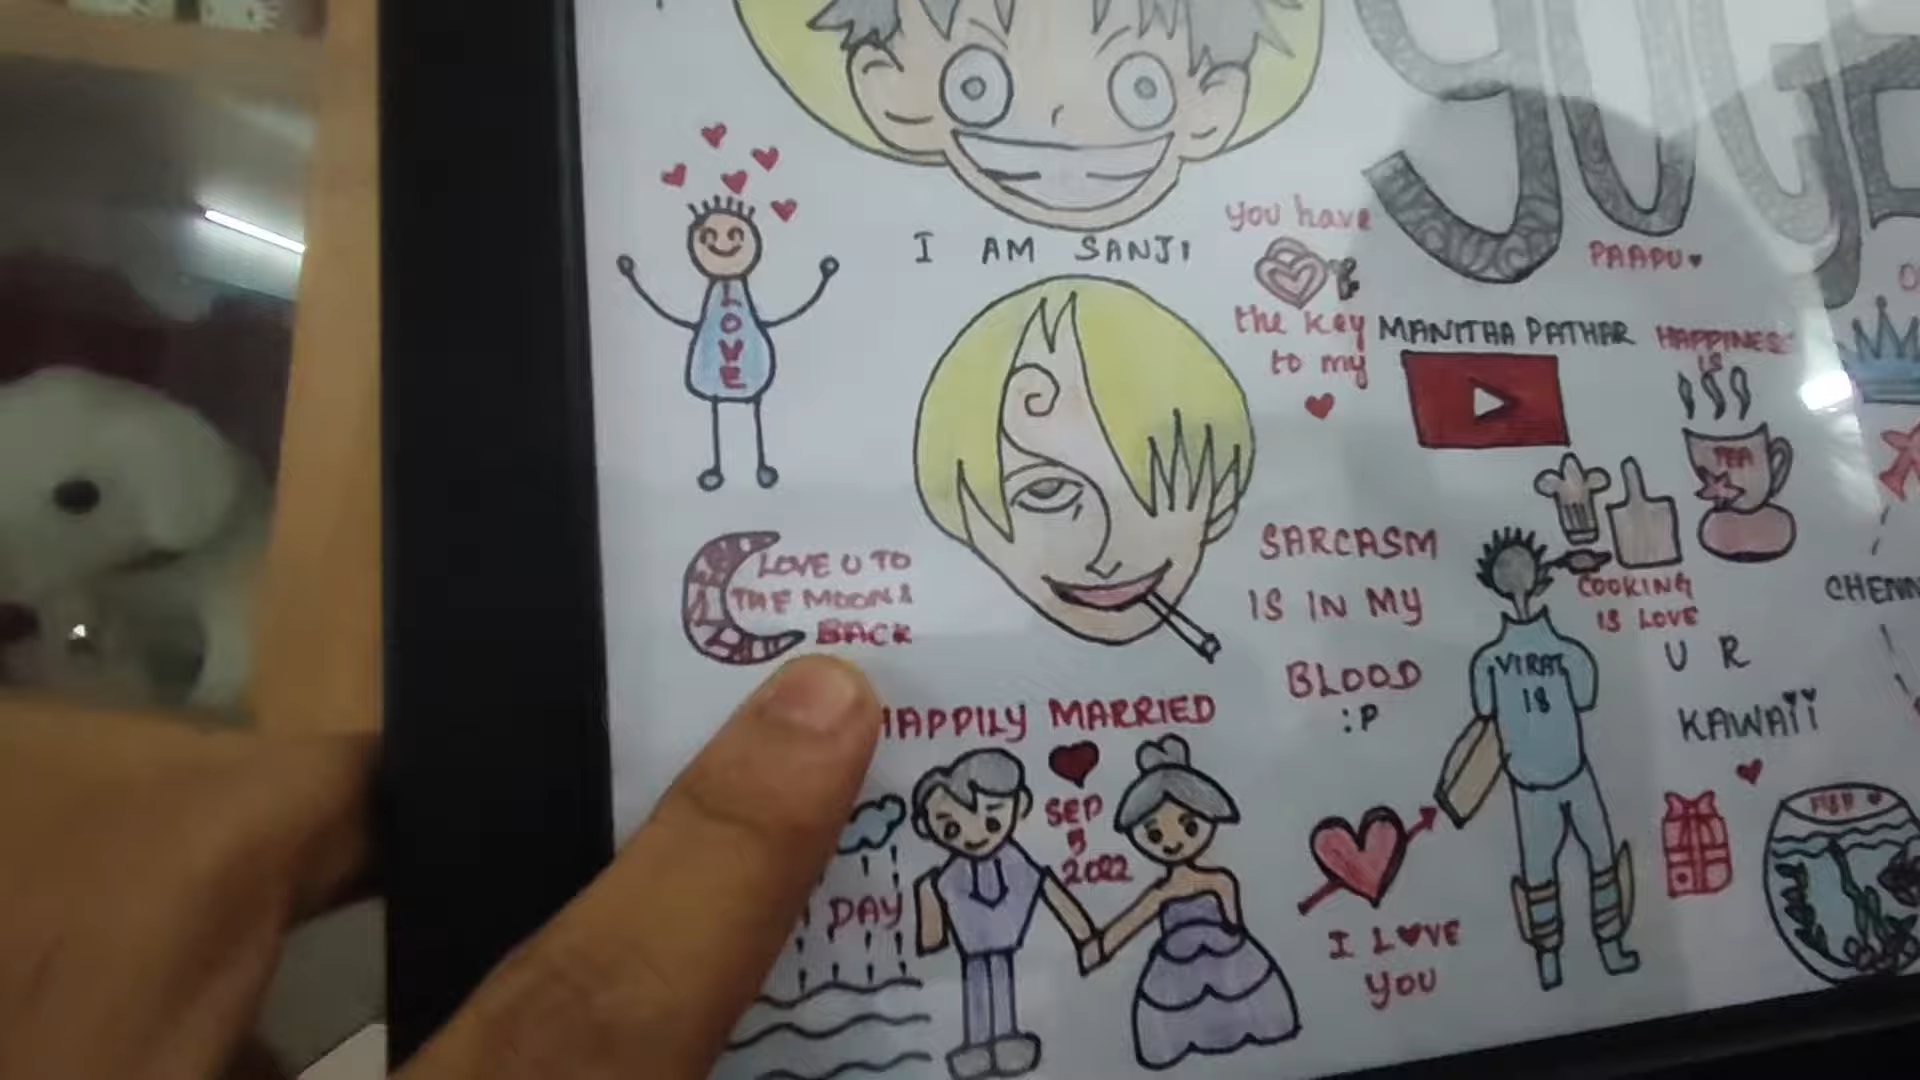 I AM SANJI
you have
the key
to my
PAAPU
MANITHA PATHAR
HAPPINESS
IS
TEA
LOVE
LOVE U TO
THE MOON &
BACK
SARCASM
IS IN MY
BLOOD
:P
COOKING
IS LOVE
VIRAT
18
U R
KAWAII
HAPPILY MARRIED
SEP
5
2022
DAY
I LOVE
YOU
FISH